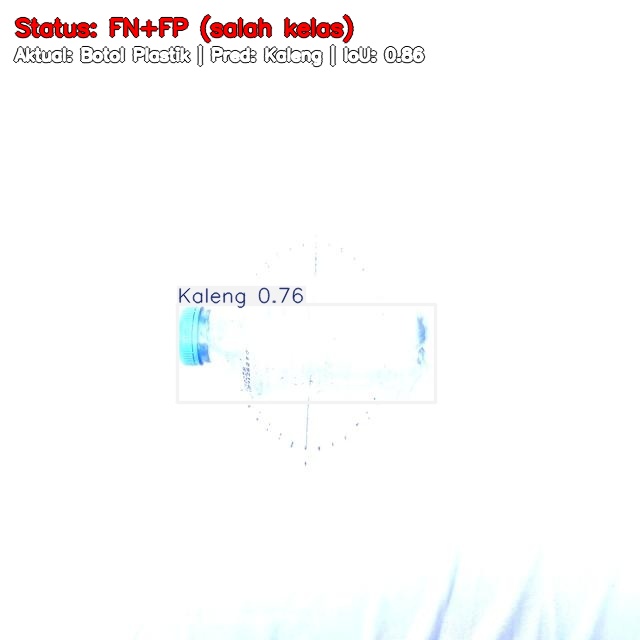 Status: FN+FP (salah kelas)
Aktual: Botol Plastik | Pred: Kaleng | IoU: 0.86
Kaleng 0.76